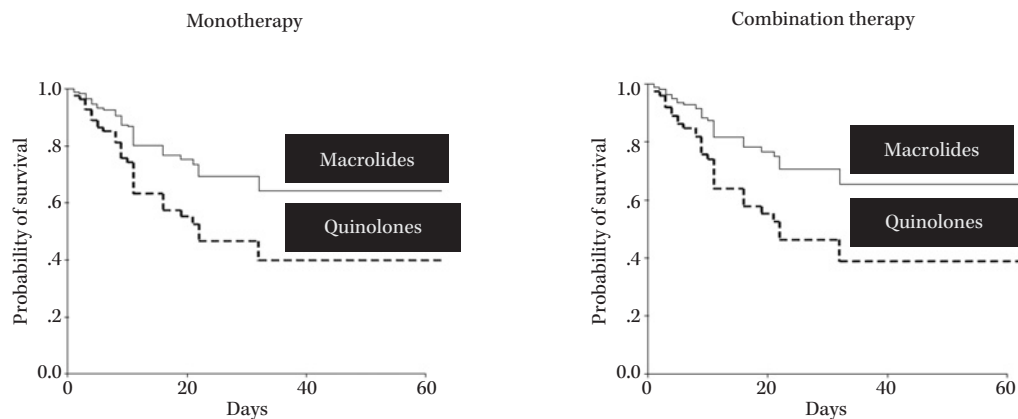 Monotherapy
Probability of survival
1.0
.8
.6
.4
.2
0.0
Macrolides
Quinolones
0
20
40
60
Days
Combination therapy
Probability of survival
1.0
.8
.6
.4
.2
0.0
Macrolides
Quinolones
0
20
40
60
Days